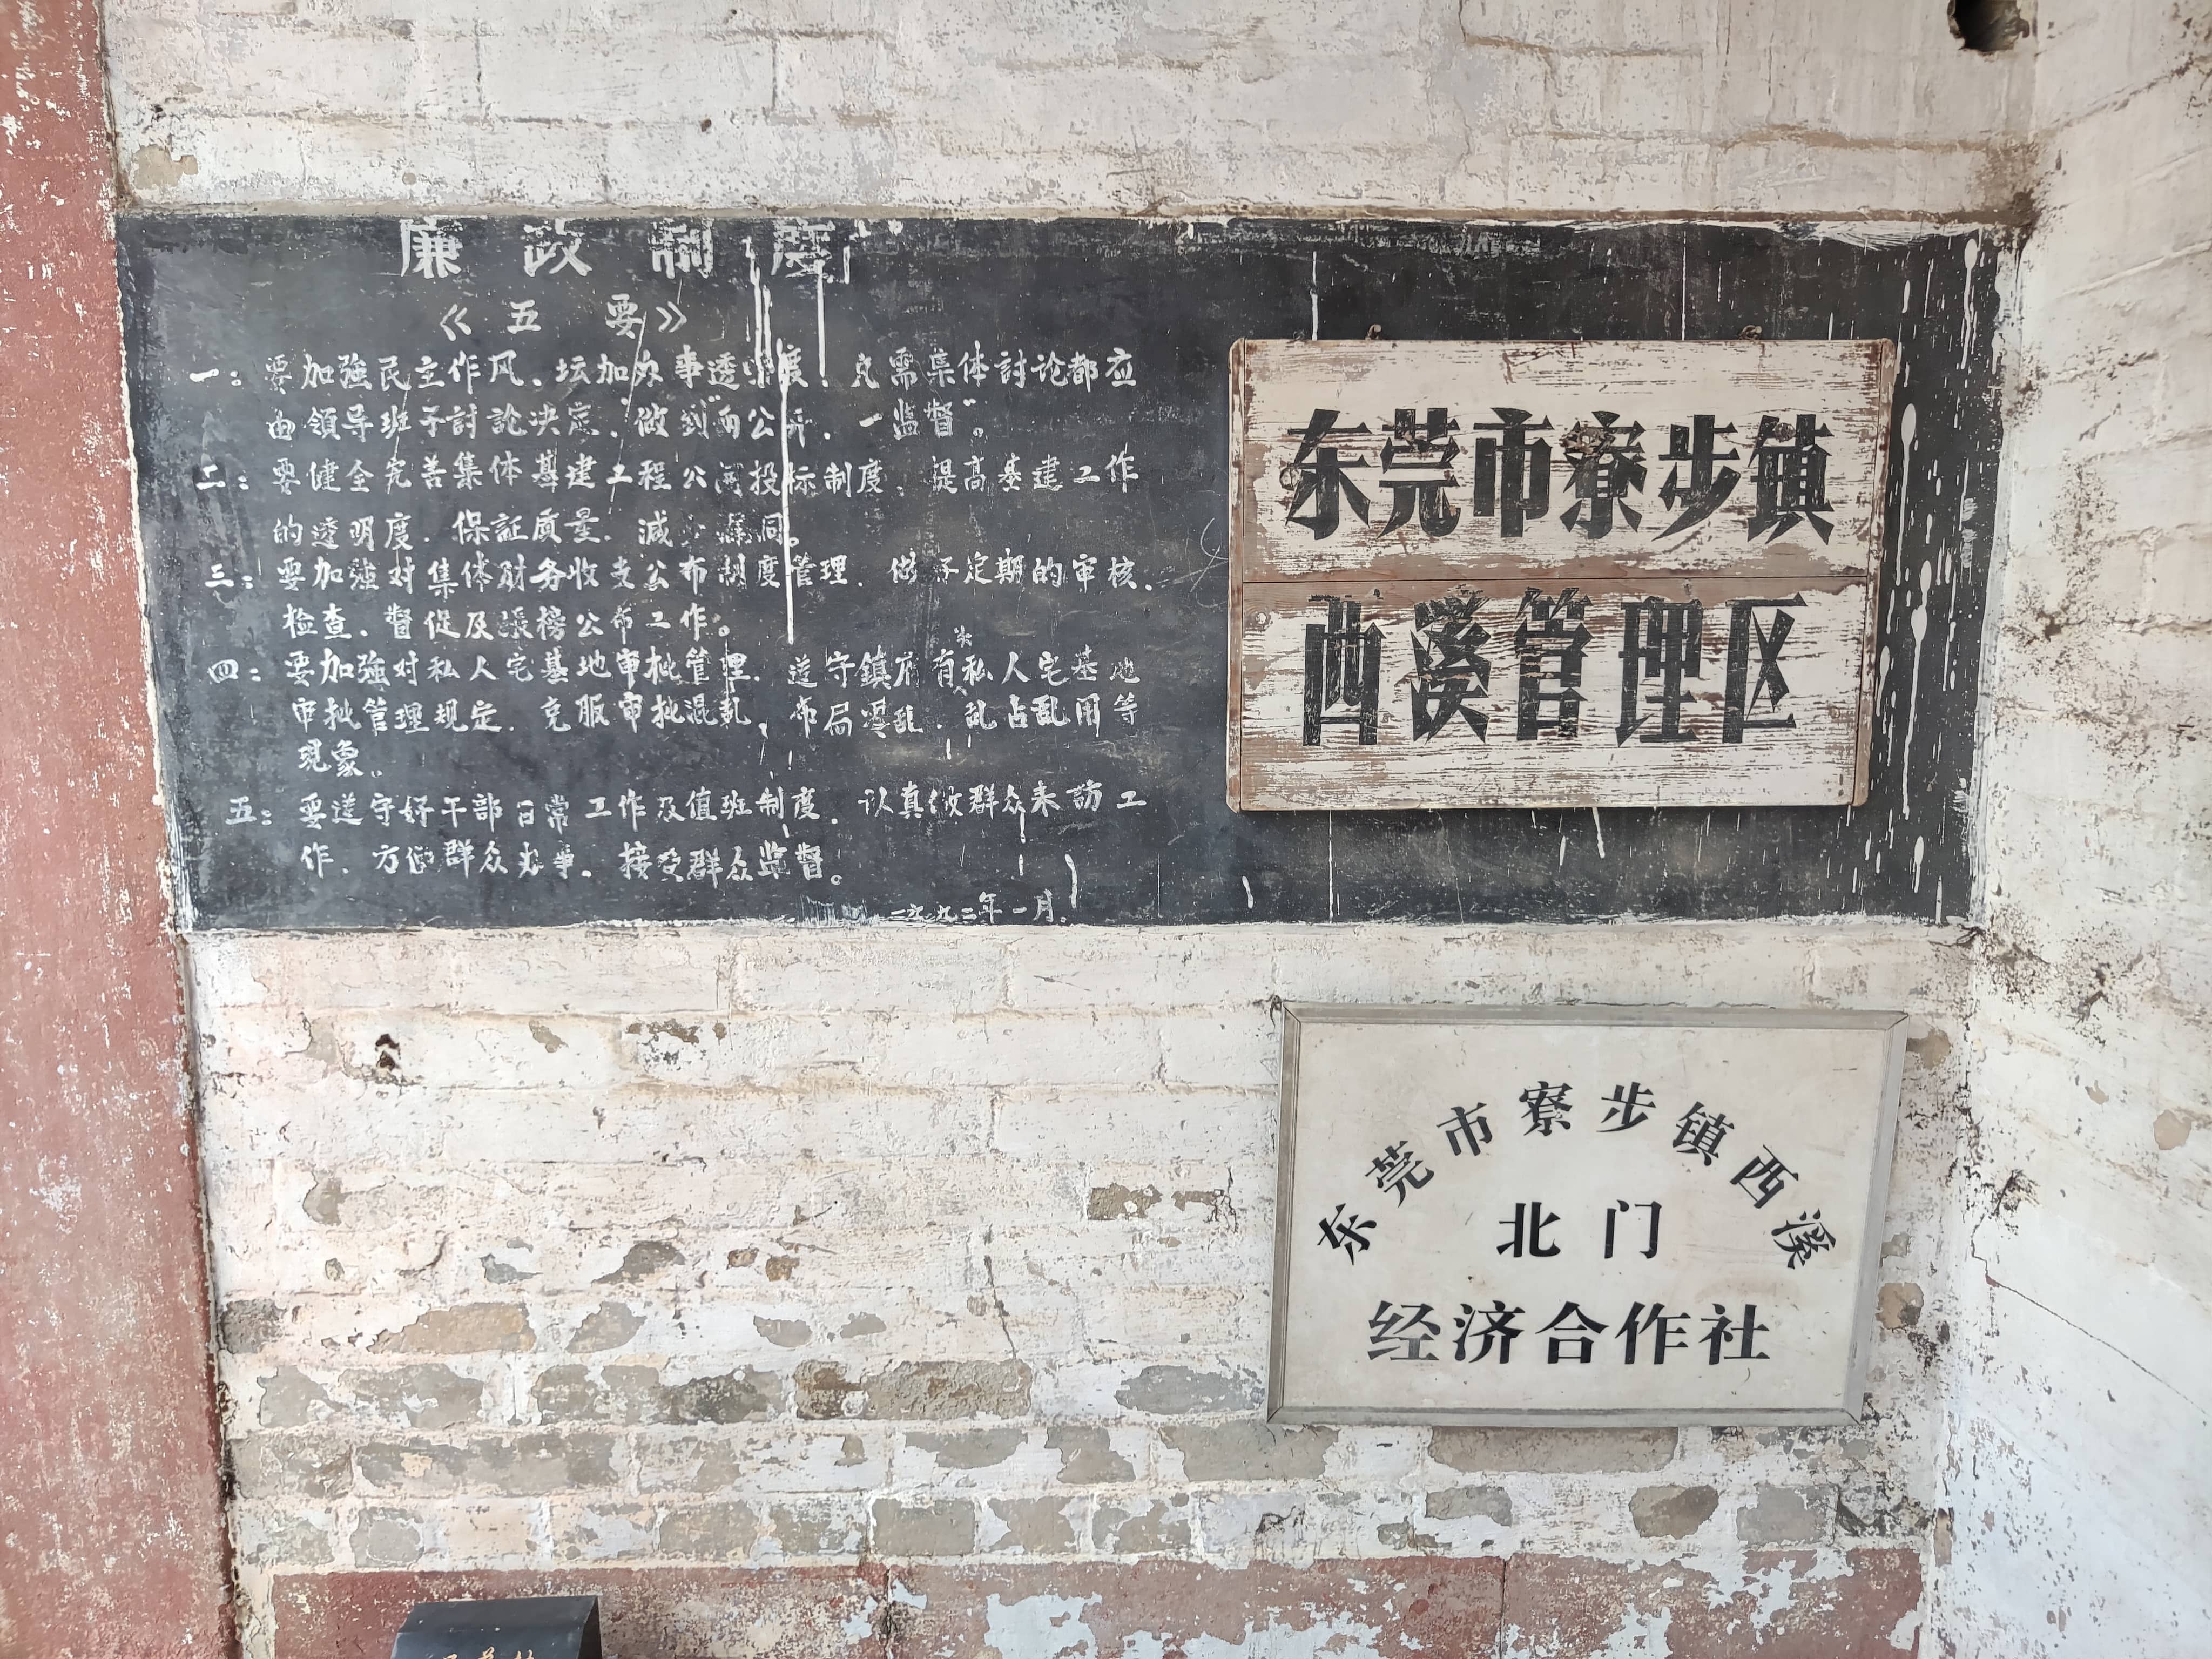 廉政制度
《五要》
一：要加強民主作风、坛加办事透明度、凡需集体討论都应
由領导班子討論决定、做到"两公开、一监督"。
二：要健全完善集体基建工程公开投标制度、提高基建工作
的透明度、保証质量、減少漏洞。
三：要加強对集体财务收支公布制度管理、做好定期的审核、
检查、督促及張榜公布工作。
四：要加強对私人宅基地审批管理、遵守鎮府有关私人宅基地
审批管理规定、克服审批混乱、布局零乱、乱占乱用等
現象。
五：要遵守好干部日常工作及值班制度、认真做群众来訪工
作、方便群众办事、接受群众监督。
一九九二年一月
东莞市寮步镇
西溪管理区
东莞市寮步镇西溪
北门
经济合作社